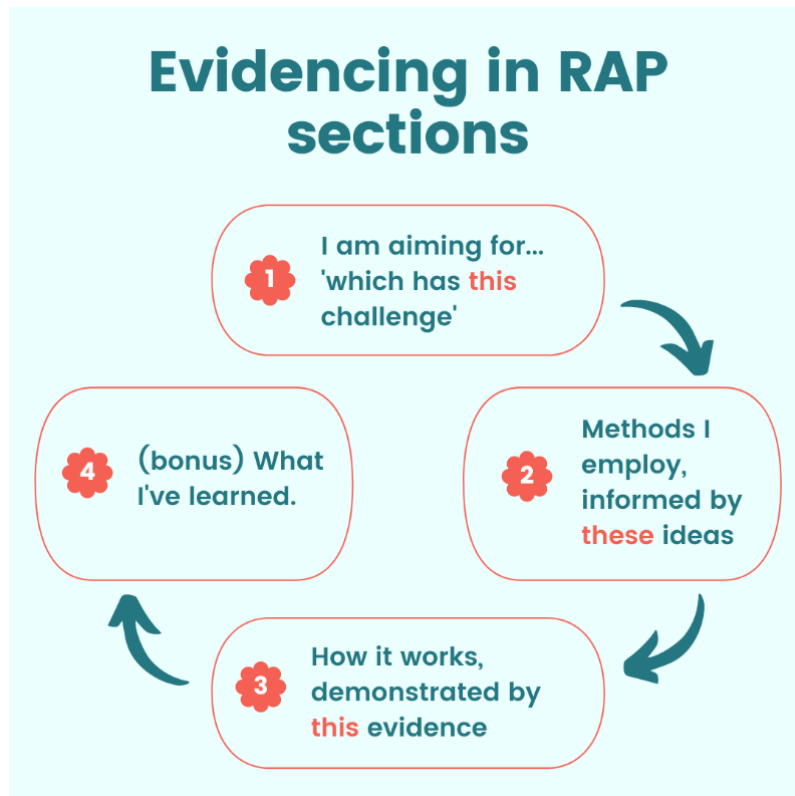 Evidencing in RAP
sections
1
I am aiming for...
'which has this
challenge'
2
Methods I
employ,
informed by
these ideas
3
How it works,
demonstrated by
this evidence
4
(bonus) What
I've learned.